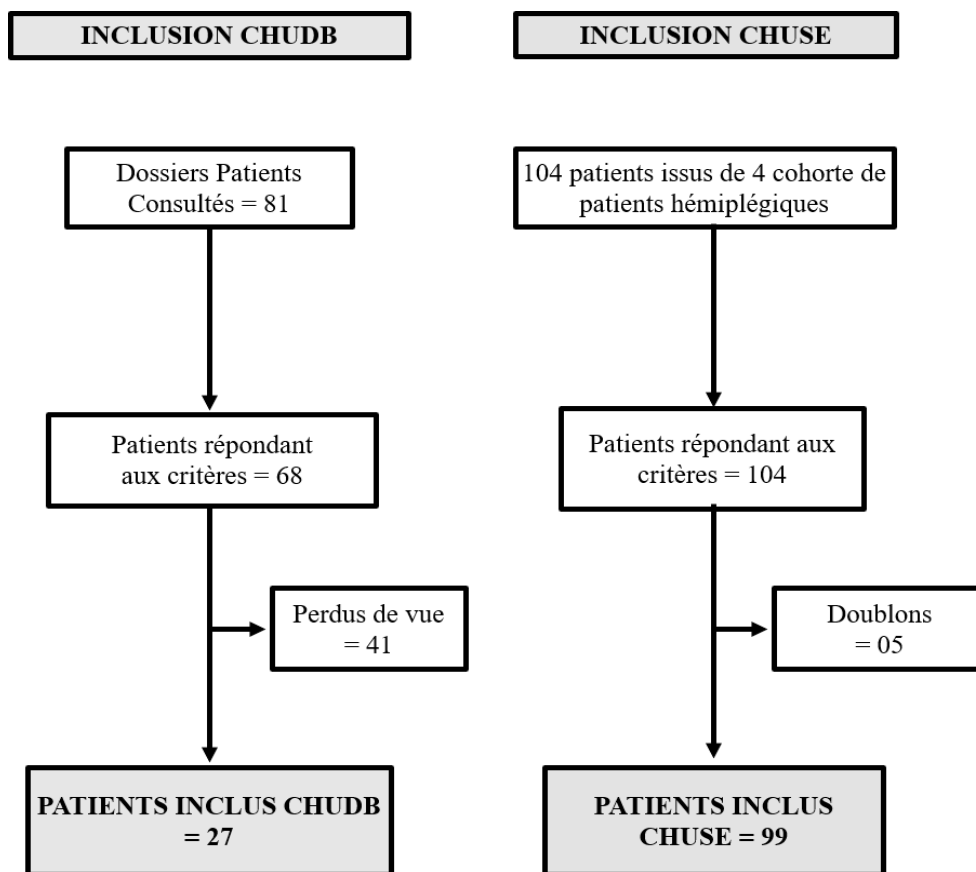 INCLUSION CHUDB
Dossiers Patients
Consultés = 81
Patients répondant
aux critères = 68
Perdus de vue
= 41
PATIENTS INCLUS CHUDB
= 27
INCLUSION CHUSE
104 patients issus de 4 cohorte de
patients hémiplégiques
Patients répondant aux
critères = 104
Doublons
= 05
PATIENTS INCLUS
CHUSE = 99